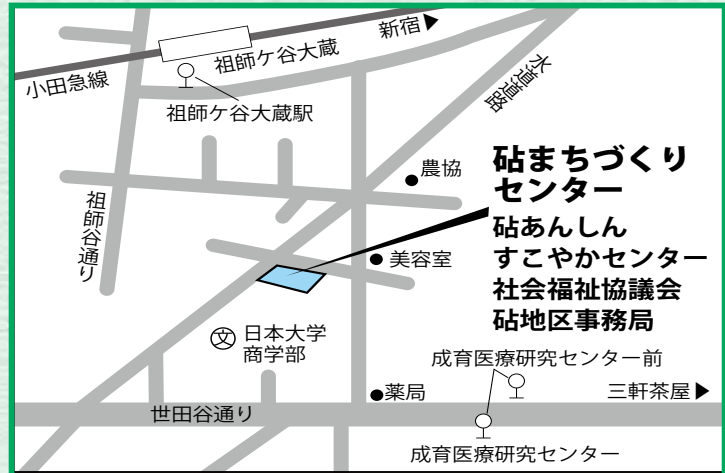 新宿▶
祖師ケ谷大蔵
小田急線
水道道路
祖師ケ谷大蔵駅
農協
砧まちづくり
センター
祖師谷通り
砧あんしん
すこやかセンター
社会福祉協議会
砧地区事務局
美容室
文
日本大学
商学部
成育医療研究センター前
薬局
三軒茶屋▶
世田谷通り
成育医療研究センター